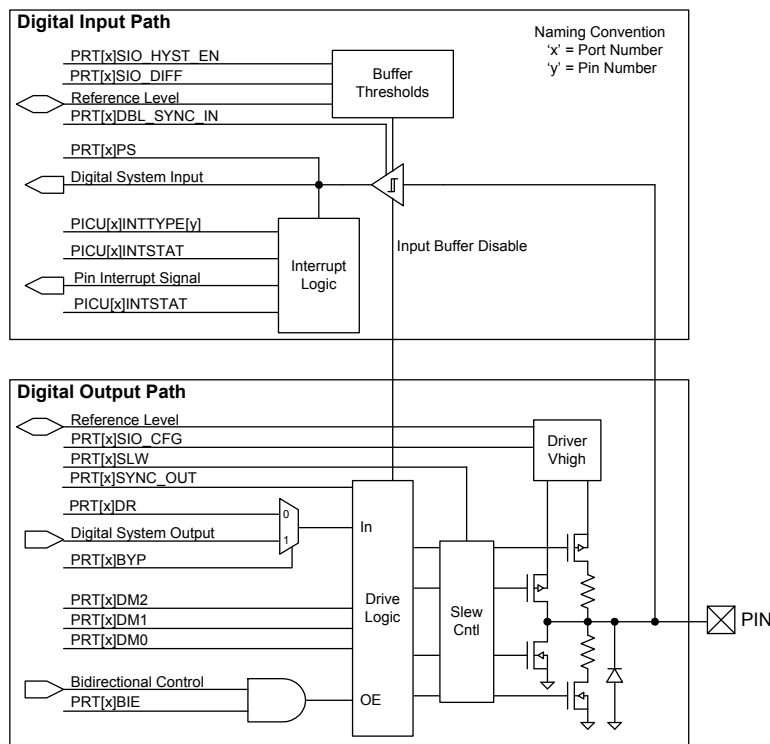 Digital Input Path
Naming Convention
‘x’ = Port Number
‘y’ = Pin Number
PRT[x]SIO_HYST_EN
PRT[x]SIO_DIFF
Reference Level
PRT[x]DBL_SYNC_IN
Buffer
Thresholds
PRT[x]PS
Digital System Input
PICU[x]INTTYPE[y]
PICU[x]INTSTAT
Pin Interrupt Signal
PICU[x]INTSTAT
Interrupt
Logic
Input Buffer Disable
Digital Output Path
Reference Level
PRT[x]SIO_CFG
PRT[x]SLW
PRT[x]SYNC_OUT
Driver
Vhigh
PRT[x]DR
Digital System Output
PRT[x]BYP
0
1
In
PRT[x]DM2
PRT[x]DM1
PRT[x]DM0
Drive
Logic
Slew
Cntl
PIN
Bidirectional Control
PRT[x]BIE
OE